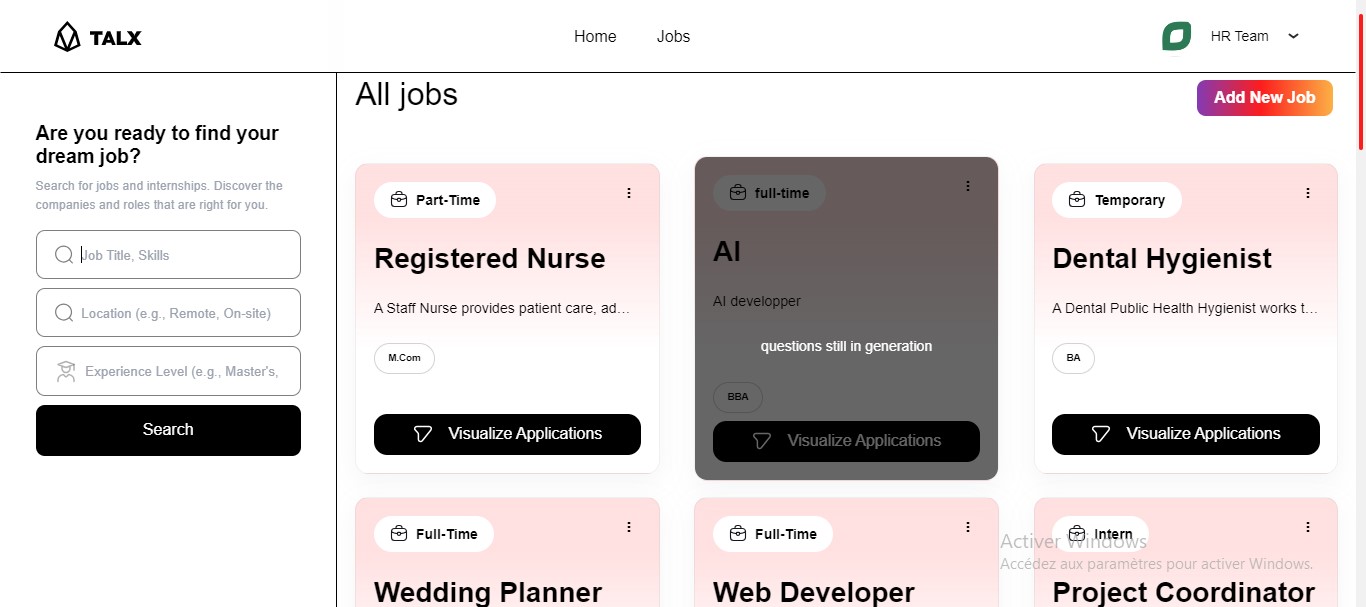 TALX
Home
Jobs
HR Team
Are you ready to find your
dream job?
Search for jobs and internships. Discover the
companies and roles that are right for you.
Job Title, Skills
Location (e.g., Remote, On-site)
Experience Level (e.g., Master's,
Search
All jobs
Add New Job
Part-Time
Registered Nurse
A Staff Nurse provides patient care, ad...
M.Com
Visualize Applications
full-time
AI
AI developper
questions still in generation
BBA
Visualize Applications
Temporary
Dental Hygienist
A Dental Public Health Hygienist works t...
BA
Visualize Applications
Full-Time
Wedding Planner
Full-Time
Web Developer
Intern
Project Coordinator
Activer Windows
Accédez aux paramètres pour activer Windows.